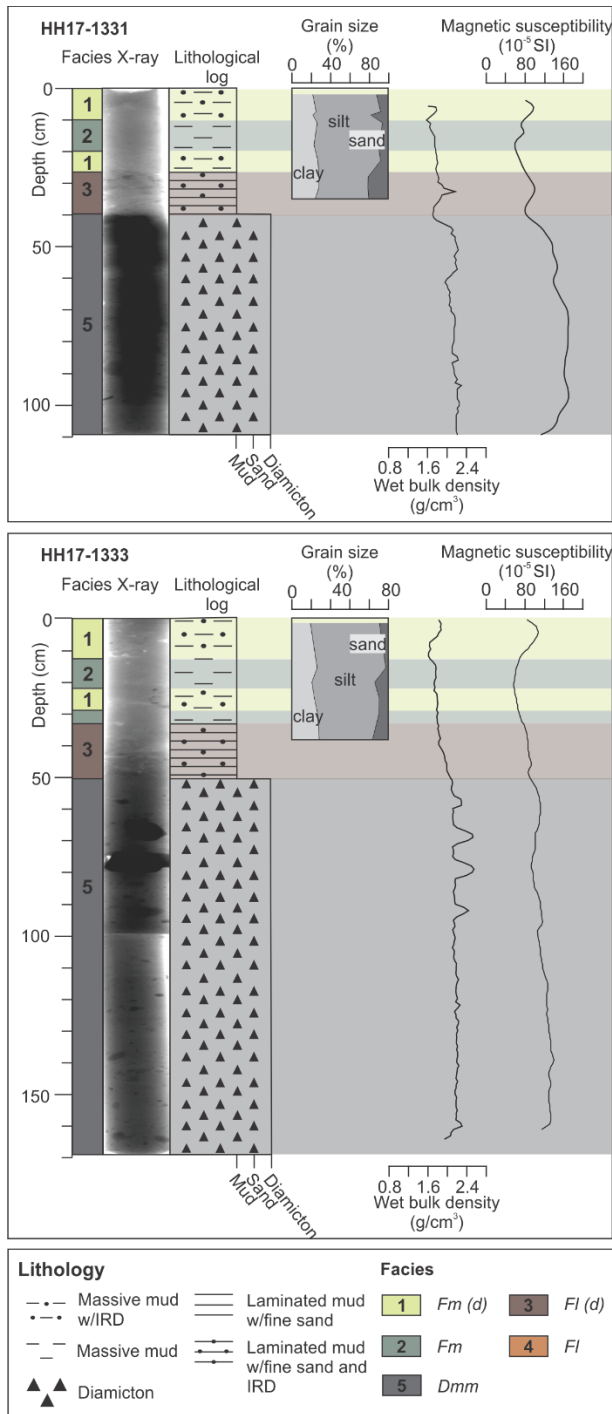 HH17-1331
Facies X-ray
Lithological
log
Grain size
(%)
0 40 80
Magnetic susceptibility
(10-5 SI)
0 80 160
Depth (cm)
0
50
100
1
2
1
3
5
silt
sand
clay
Mud
Sand
Diamicton
0.8 1.6 2.4
Wet bulk density
(g/cm3)
HH17-1333
Facies X-ray
Lithological
log
Grain size
(%)
0 40 80
Magnetic susceptibility
(10-5 SI)
0 80 160
Depth (cm)
0
50
100
150
1
2
1
3
5
sand
silt
clay
Mud
Sand
Diamicton
0.8 1.6 2.4
Wet bulk density
(g/cm3)
Lithology
Massive mud
w/IRD
Massive mud
Diamicton
Laminated mud
w/fine sand
Laminated mud
w/fine sand and
IRD
Facies
1 Fm (d)
2 Fm
5 Dmm
3 Fl (d)
4 Fl